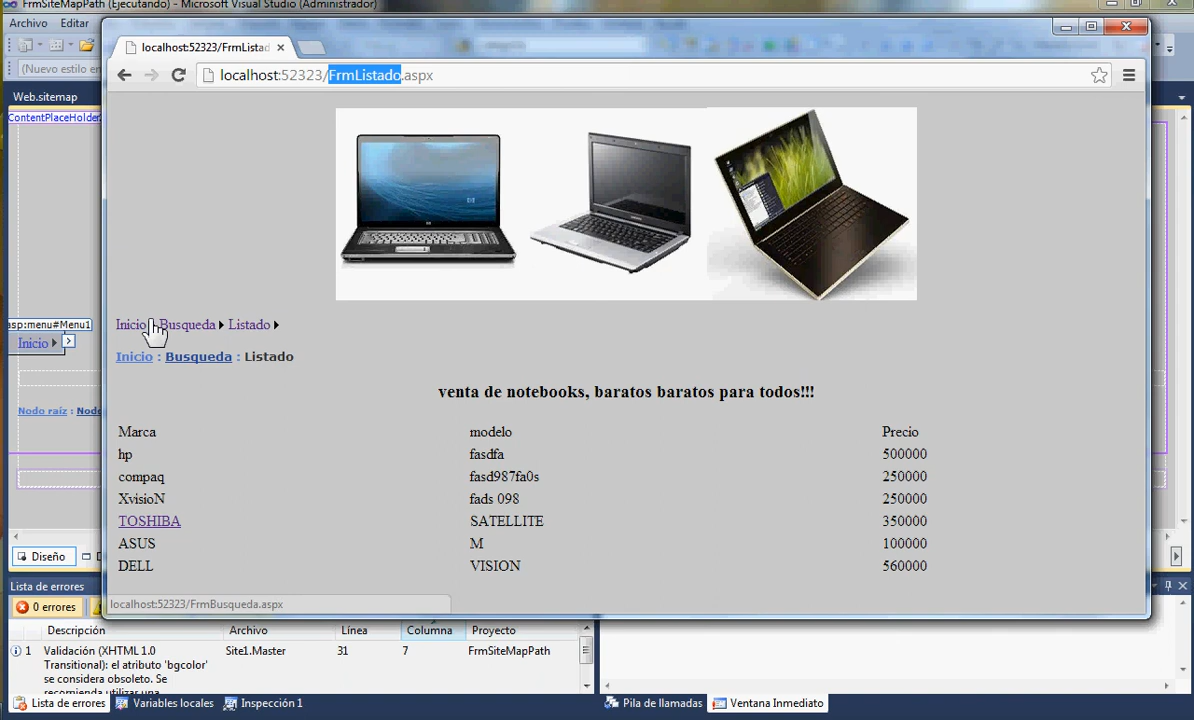 FrmSiteMapPath (Ejecutando) - Microsoft Visual Studio (Administrador)
Archivo Editar
(Nuevo estilo en
Web.sitemap
ContentPlaceHolder
asp:menu#Menu1
Inicio
Nodo raíz : Nodo
Diseño
localhost:52323/FrmListad
localhost:52323/FrmListado.aspx
Inicio Busqueda Listado
Inicio : Busqueda : Listado
venta de notebooks, baratos baratos para todos!!!
Marca modelo Precio
hp fasdfa 500000
compaq fasd987fa0s 250000
XvisioN fads 098 250000
TOSHIBA SATELLITE 350000
ASUS M 100000
DELL VISION 560000
localhost:52323/FrmBusqueda.aspx
Lista de errores
0 errores
Descripción Archivo Línea Columna Proyecto
1 Validación (XHTML 1.0 Site1.Master 31 7 FrmSiteMapPath
Transitional): el atributo 'bgcolor'
se considera obsoleto. Se
recomienda utilizar una
Lista de errores Variables locales Inspección 1 Pila de llamadas Ventana Inmediato